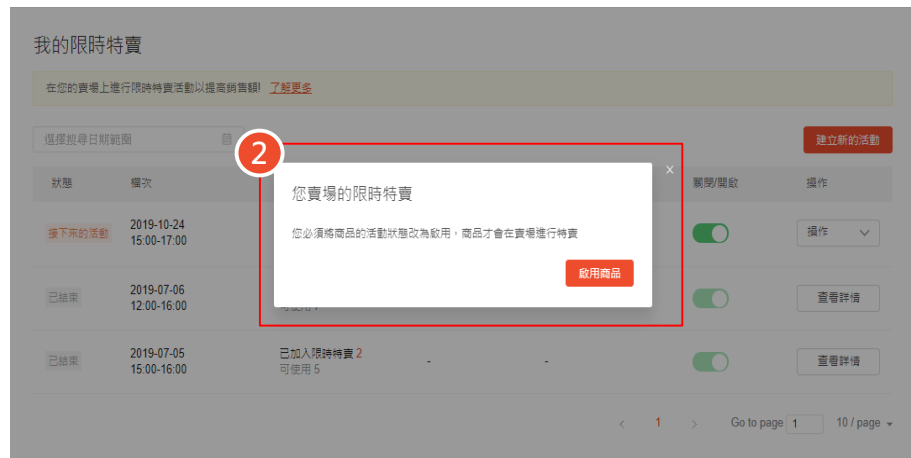 我的限時特賣
在您的賣場上進行限時特賣活動以提高銷售額! 了解更多
選擇搜尋日期範圍
建立新的活動
2
x
狀態 檔次 關閉/開啟 操作
您賣場的限時特賣
您必須將商品的活動狀態改為啟用，商品才會在賣場進行特賣
啟用商品
接下來的活動 2019-10-24 操作
15:00-17:00
已結束 2019-07-06 查看詳情
12:00-16:00
已結束 2019-07-05 已加入限時特賣 2 - - 查看詳情
15:00-16:00 可使用 5
< 1 > Go to page 1 10 / page